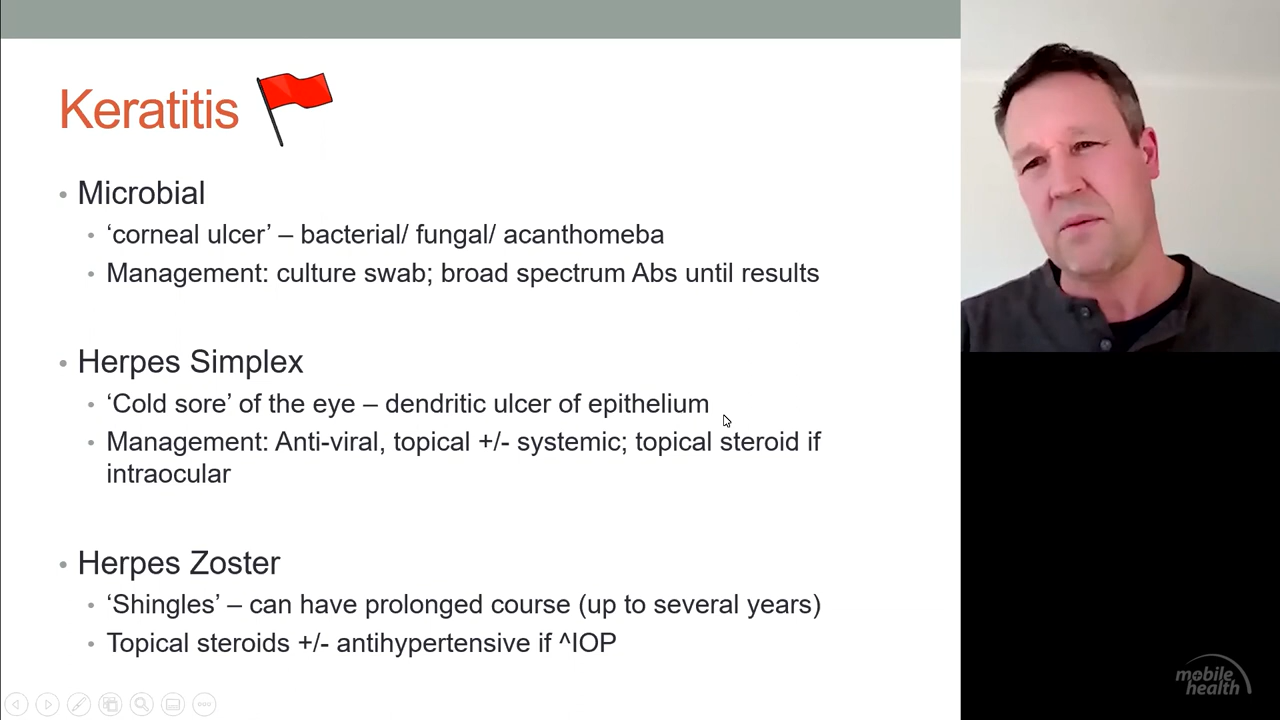 Keratitis
• Microbial
• ‘corneal ulcer’ – bacterial/ fungal/ acanthomeba
• Management: culture swab; broad spectrum Abs until results
• Herpes Simplex
• ‘Cold sore’ of the eye – dendritic ulcer of epithelium
• Management: Anti-viral, topical +/- systemic; topical steroid if
intraocular
• Herpes Zoster
• ‘Shingles’ – can have prolonged course (up to several years)
• Topical steroids +/- antihypertensive if ^IOP
mobile
health